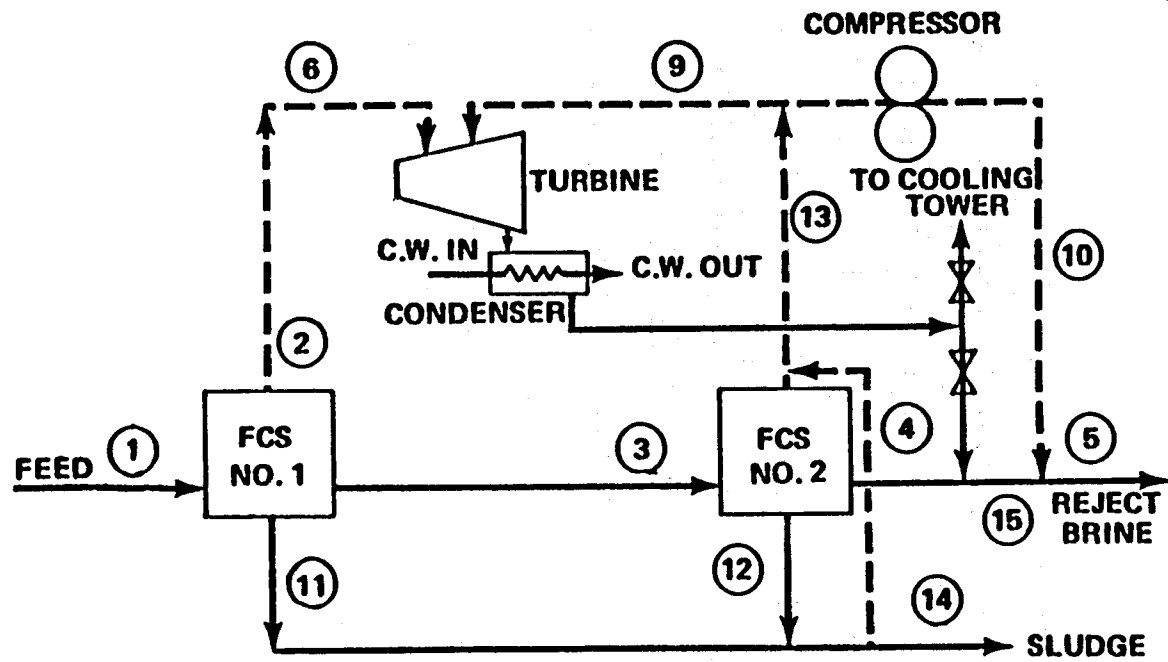 COMPRESSOR
6
9
TURBINE
TO COOLING
TOWER
13
C.W. IN
C.W. OUT
10
CONDENSER
2
1
FEED
FCS
NO. 1
3
FCS
NO. 2
4
5
REJECT
BRINE
15
11
12
14
SLUDGE